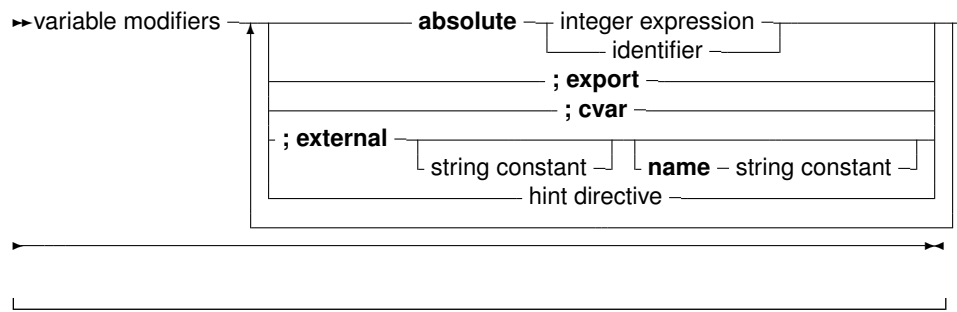 variable modifiers absolute integer expression
identifier
; export
; cvar
; external
string constant name string constant
hint directive